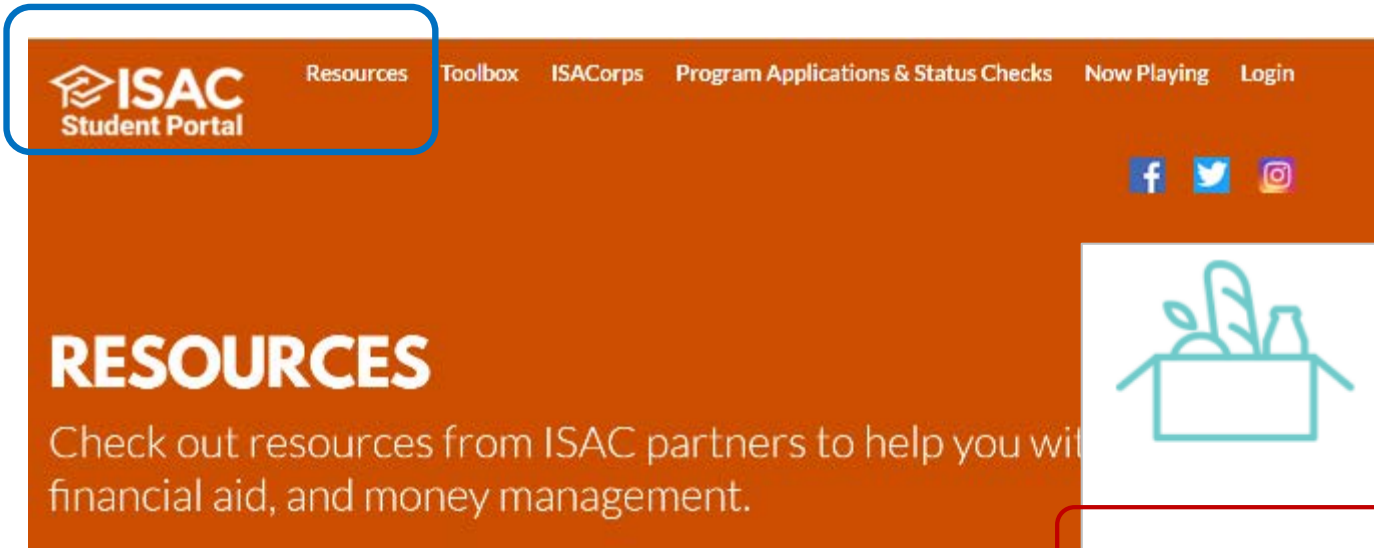 ISAC
Student Portal
Resources Toolbox ISACorps Program Applications & Status Checks Now Playing Login
RESOURCES
Check out resources from ISAC partners to help you
financial aid, and money management.